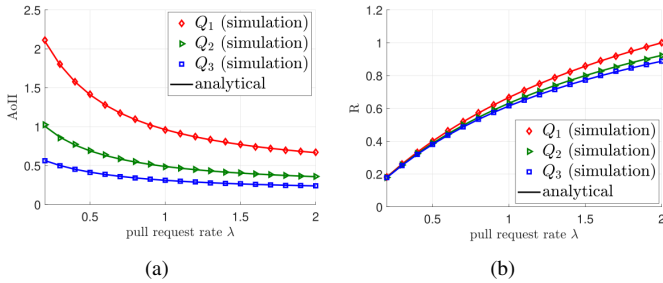 2.5
2
1.5
1
0.5
0
AoII
Q₁ (simulation)
Q₂ (simulation)
Q₃ (simulation)
analytical
0.5
1
1.5
2
pull request rate λ
(a)
1.2
1
0.8
0.6
0.4
0.2
0
R
Q₁ (simulation)
Q₂ (simulation)
Q₃ (simulation)
analytical
0.5
1
1.5
2
pull request rate λ
(b)